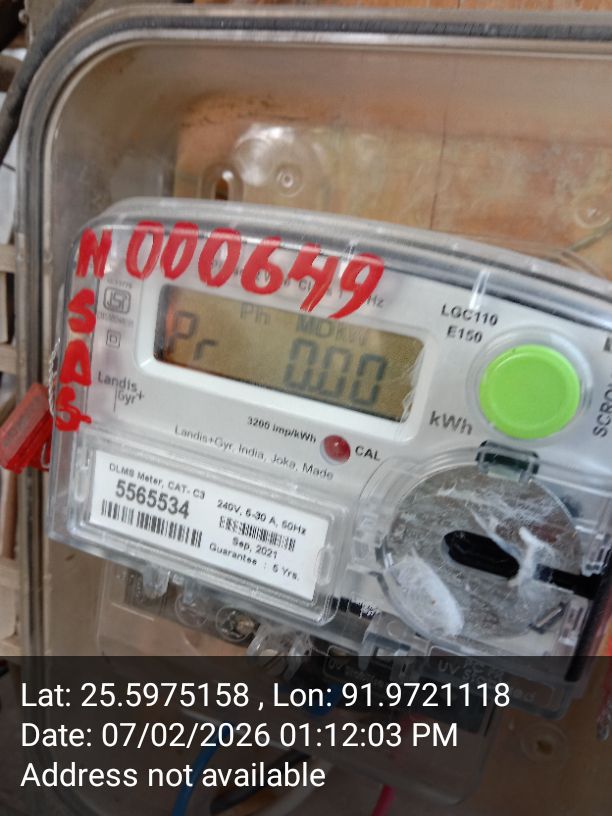 N 000649
S
D
G
LGC110
E150
Ph MD kW
Pr 0.00
Landis
Gyr+
kWh
3200 imp/kWh
CAL
Landis+Gyr, India, Joka, Made
DLMS Meter, CAT- C3
5565534
240V, 5-30 A, 50Hz
Sep, 2021
Guarantee : 5 Yrs.
Lat: 25.5975158 , Lon: 91.9721118
Date: 07/02/2026 01:12:03 PM
Address not available